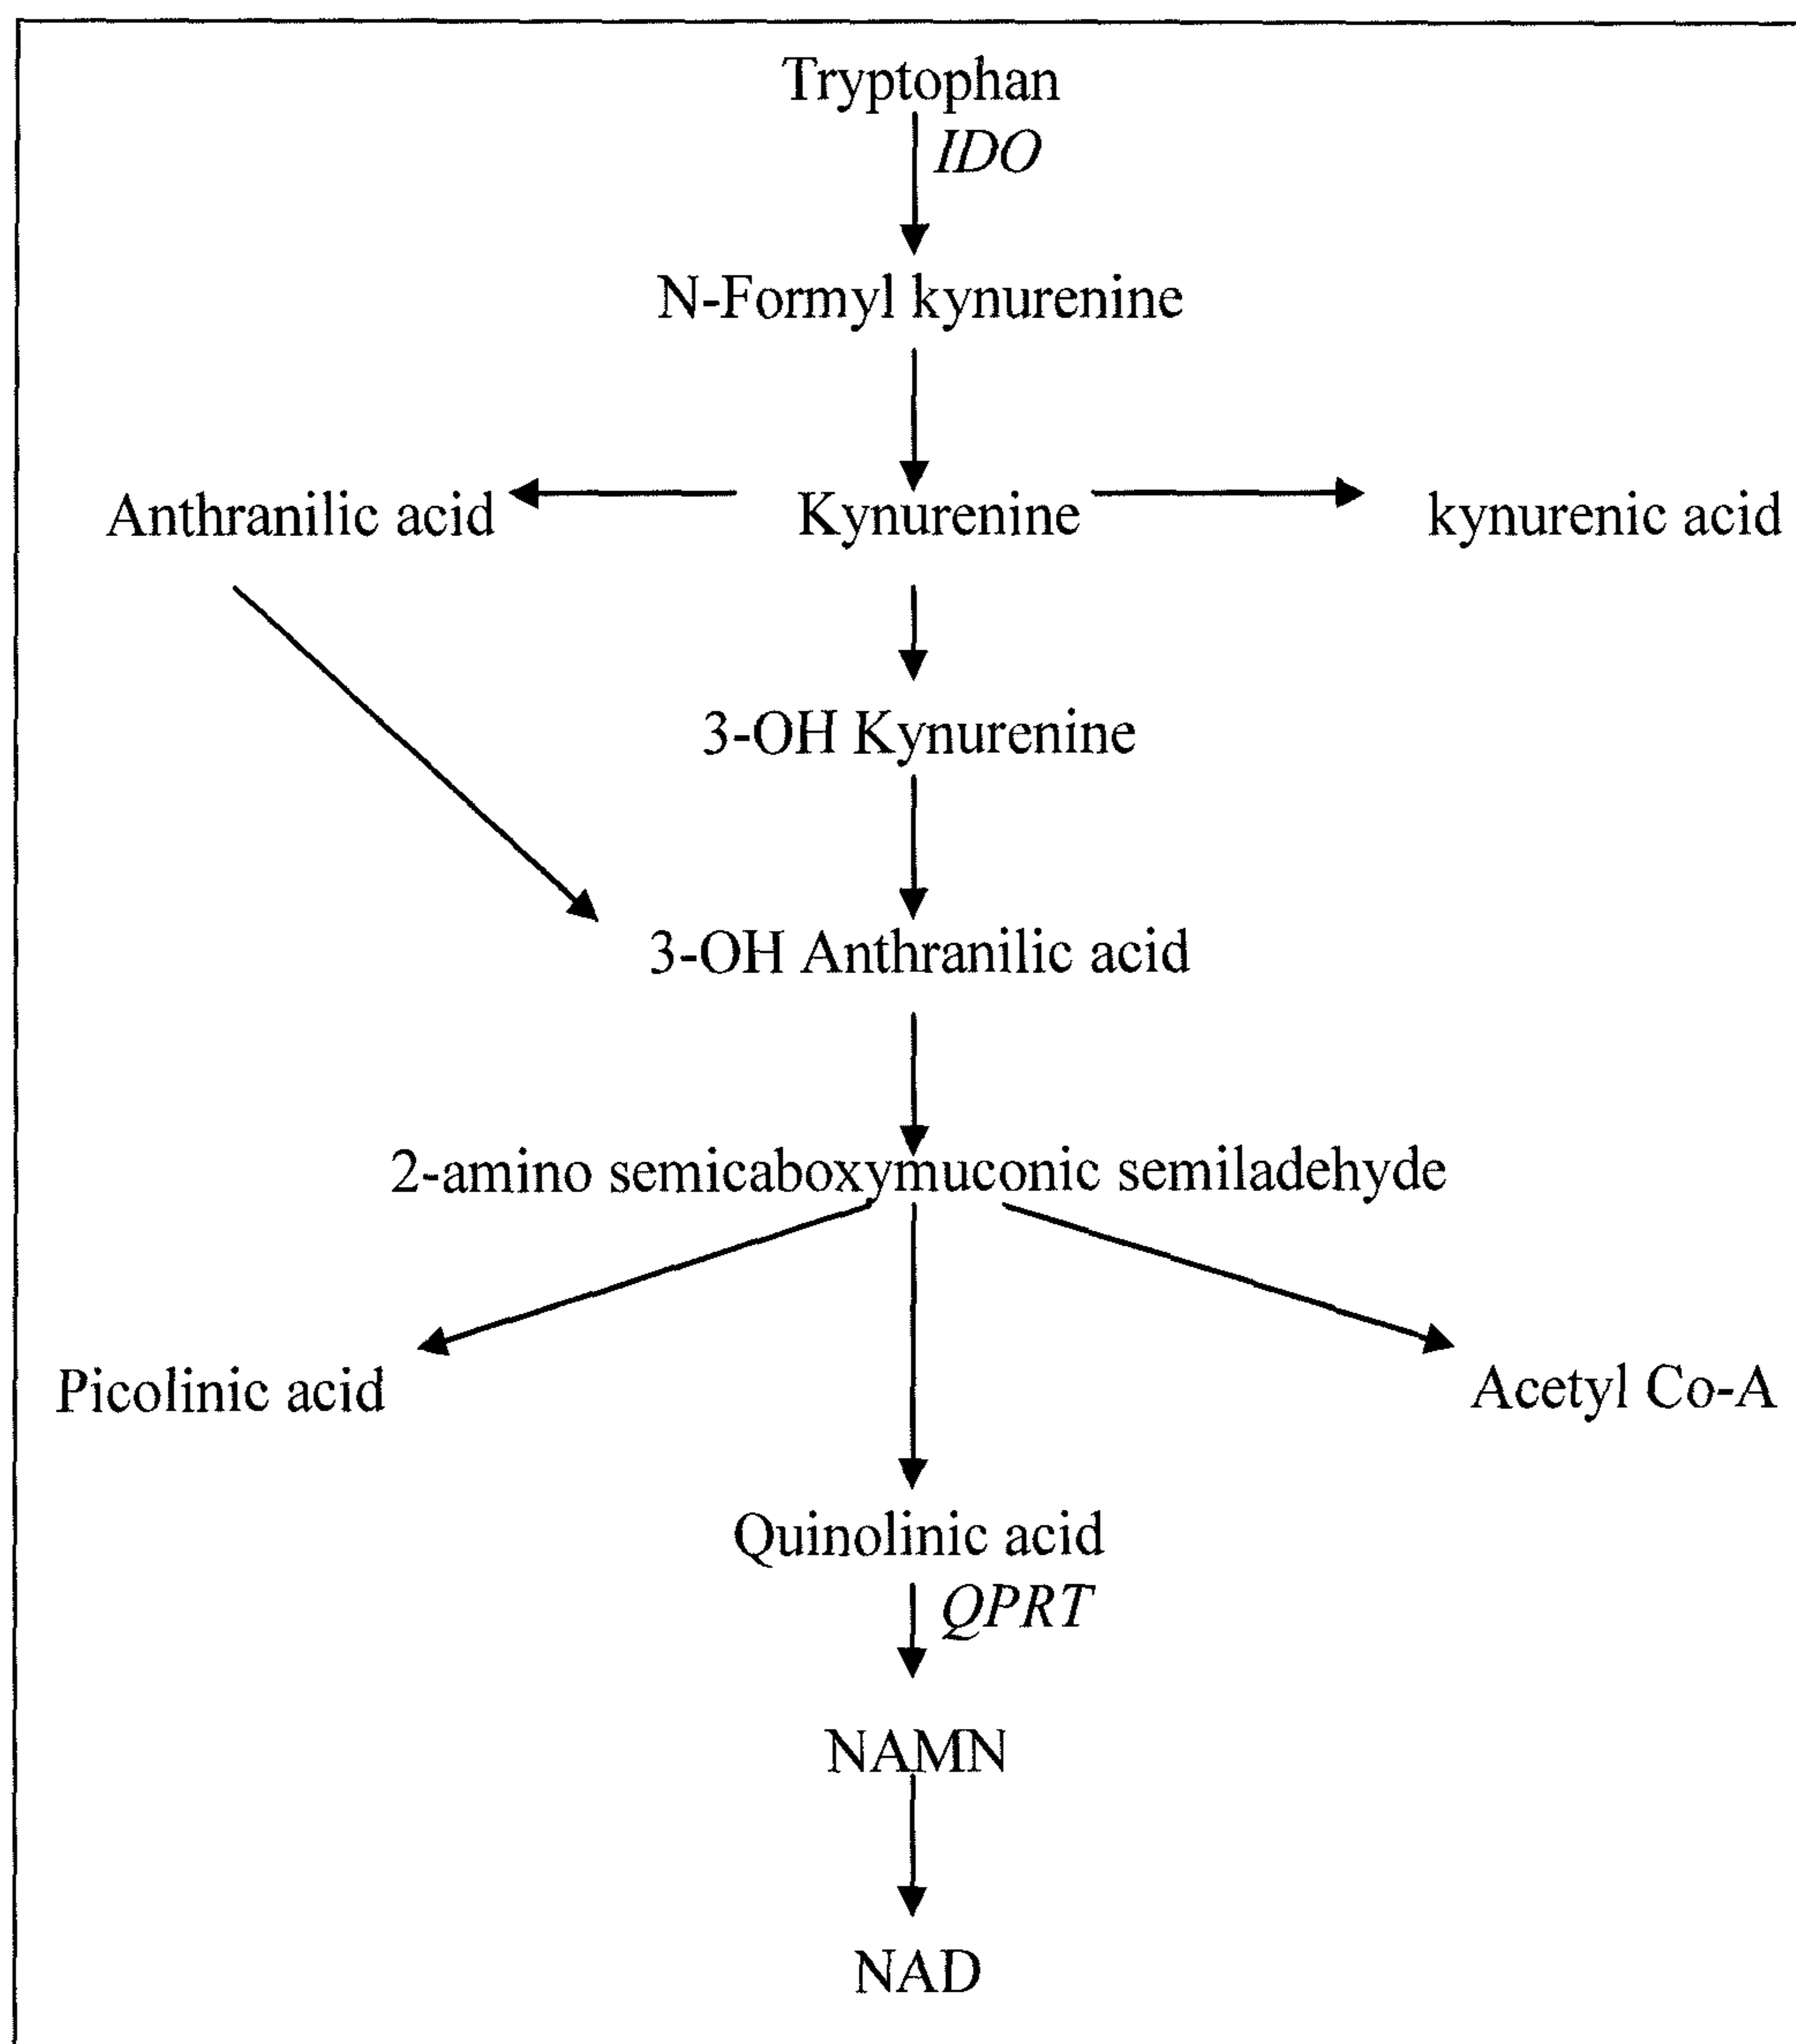 Tryptophan
IDO
N-Formyl kynurenine
Anthranilic acid
Kynurenine
kynurenic acid
3-OH Kynurenine
3-OH Anthranilic acid
2-amino semicaboxymuconic semiladehyde
Picolinic acid
Acetyl Co-A
Quinolinic acid
QPRT
NAMN
NAD